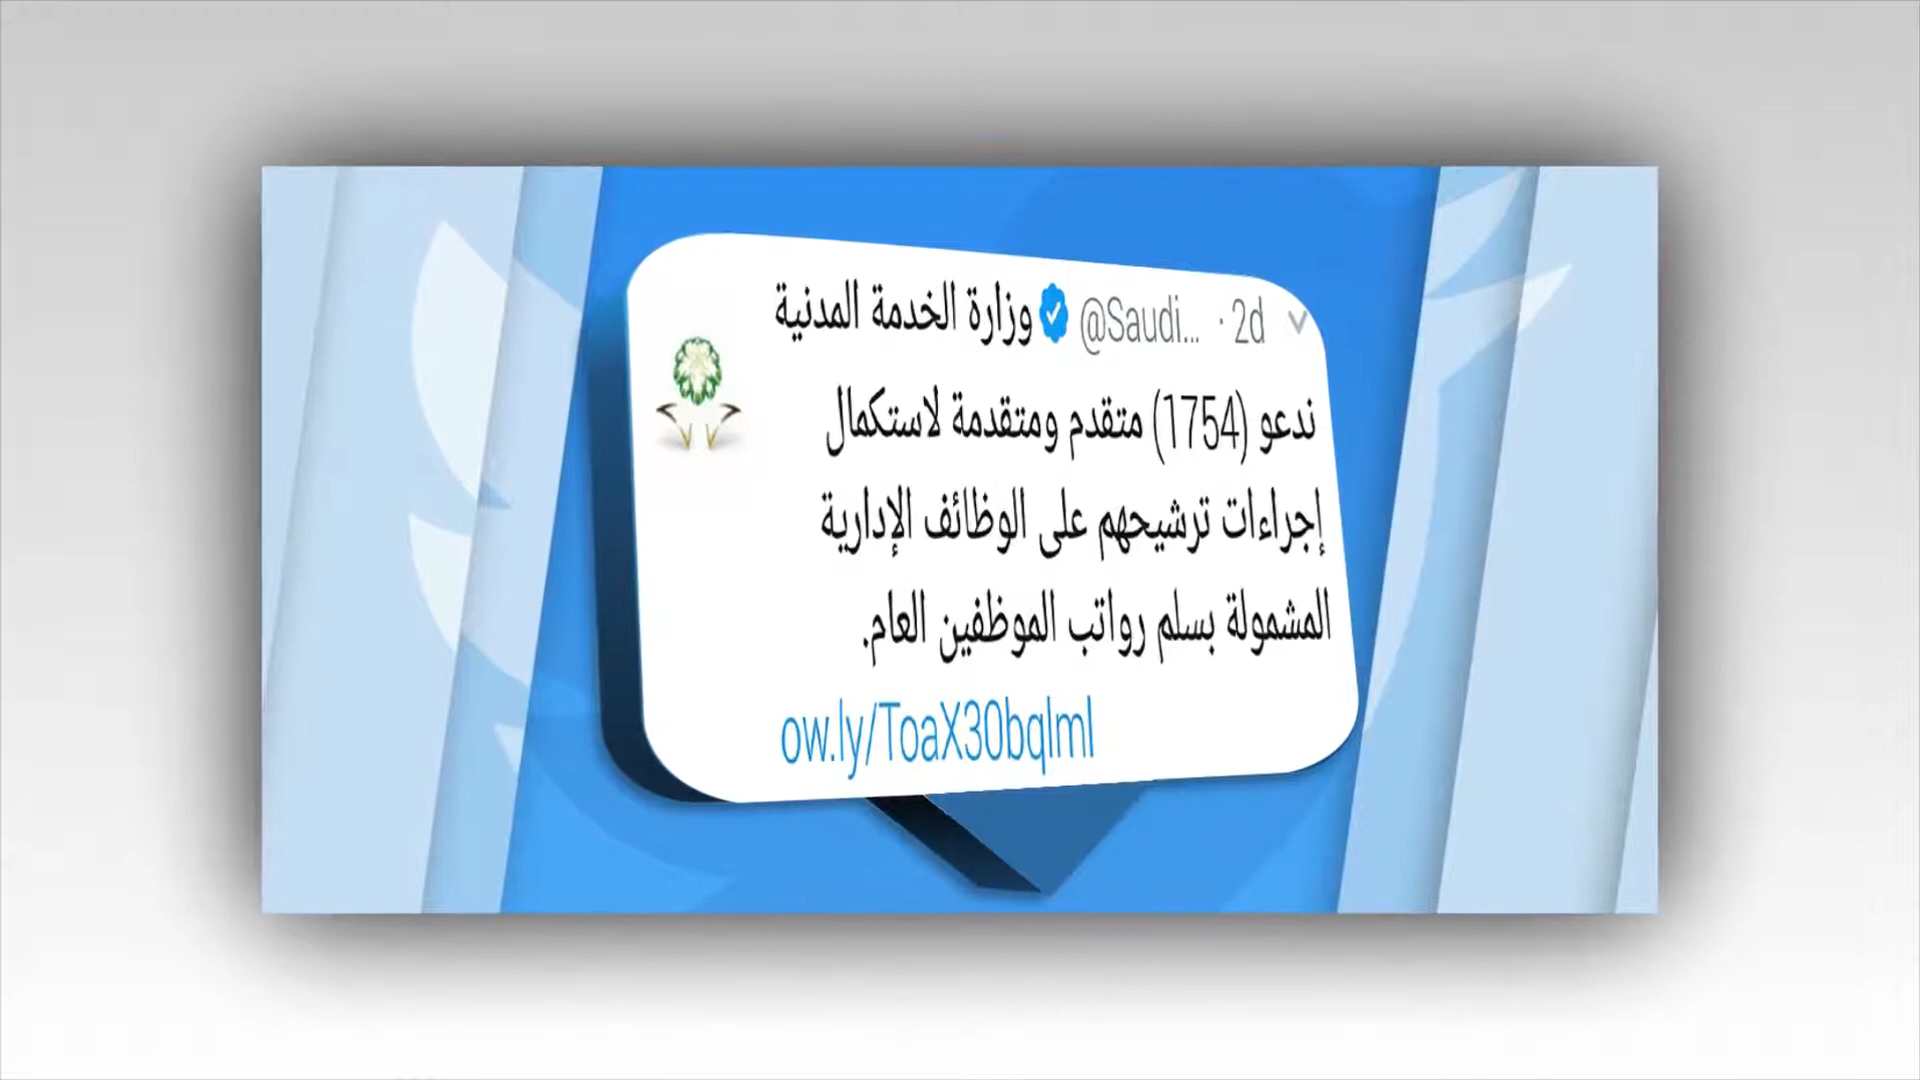 وزارة الخدمة المدنية @Saudi... · 2d
ندعو (1754) متقدم ومتقدمة لاستكمال
إجراءات ترشيحهم على الوظائف الإدارية
المشمولة بسلم رواتب الموظفين العام.
ow.ly/ToaX30bqlml